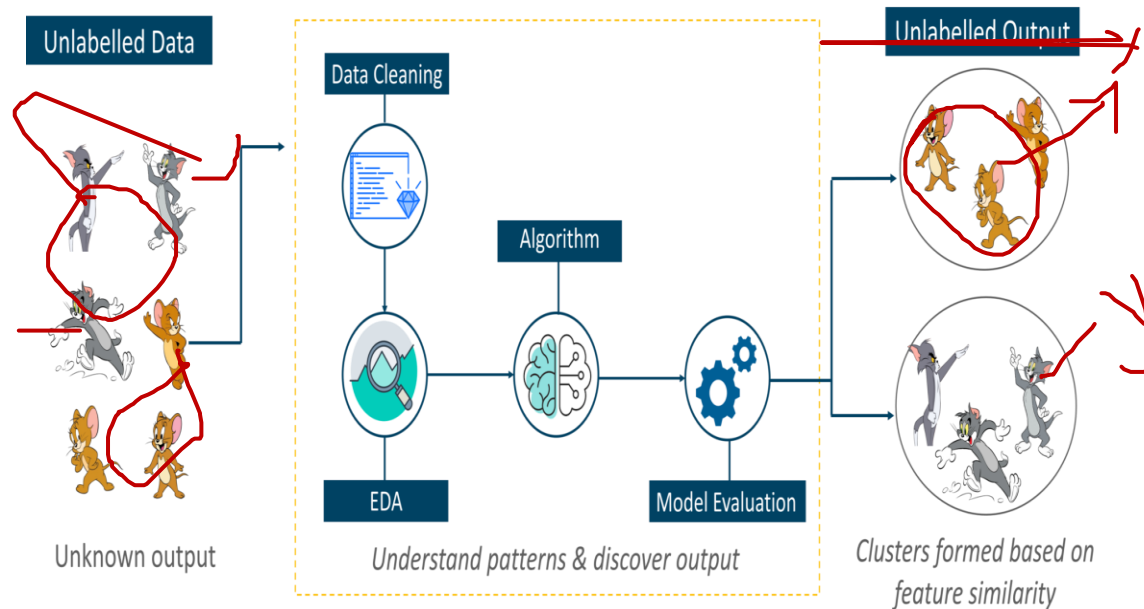 Unlabelled Data
Unlabelled Output
Data Cleaning
Algorithm
EDA
Model Evaluation
Unknown output
Understand patterns & discover output
Clusters formed based on
feature similarity